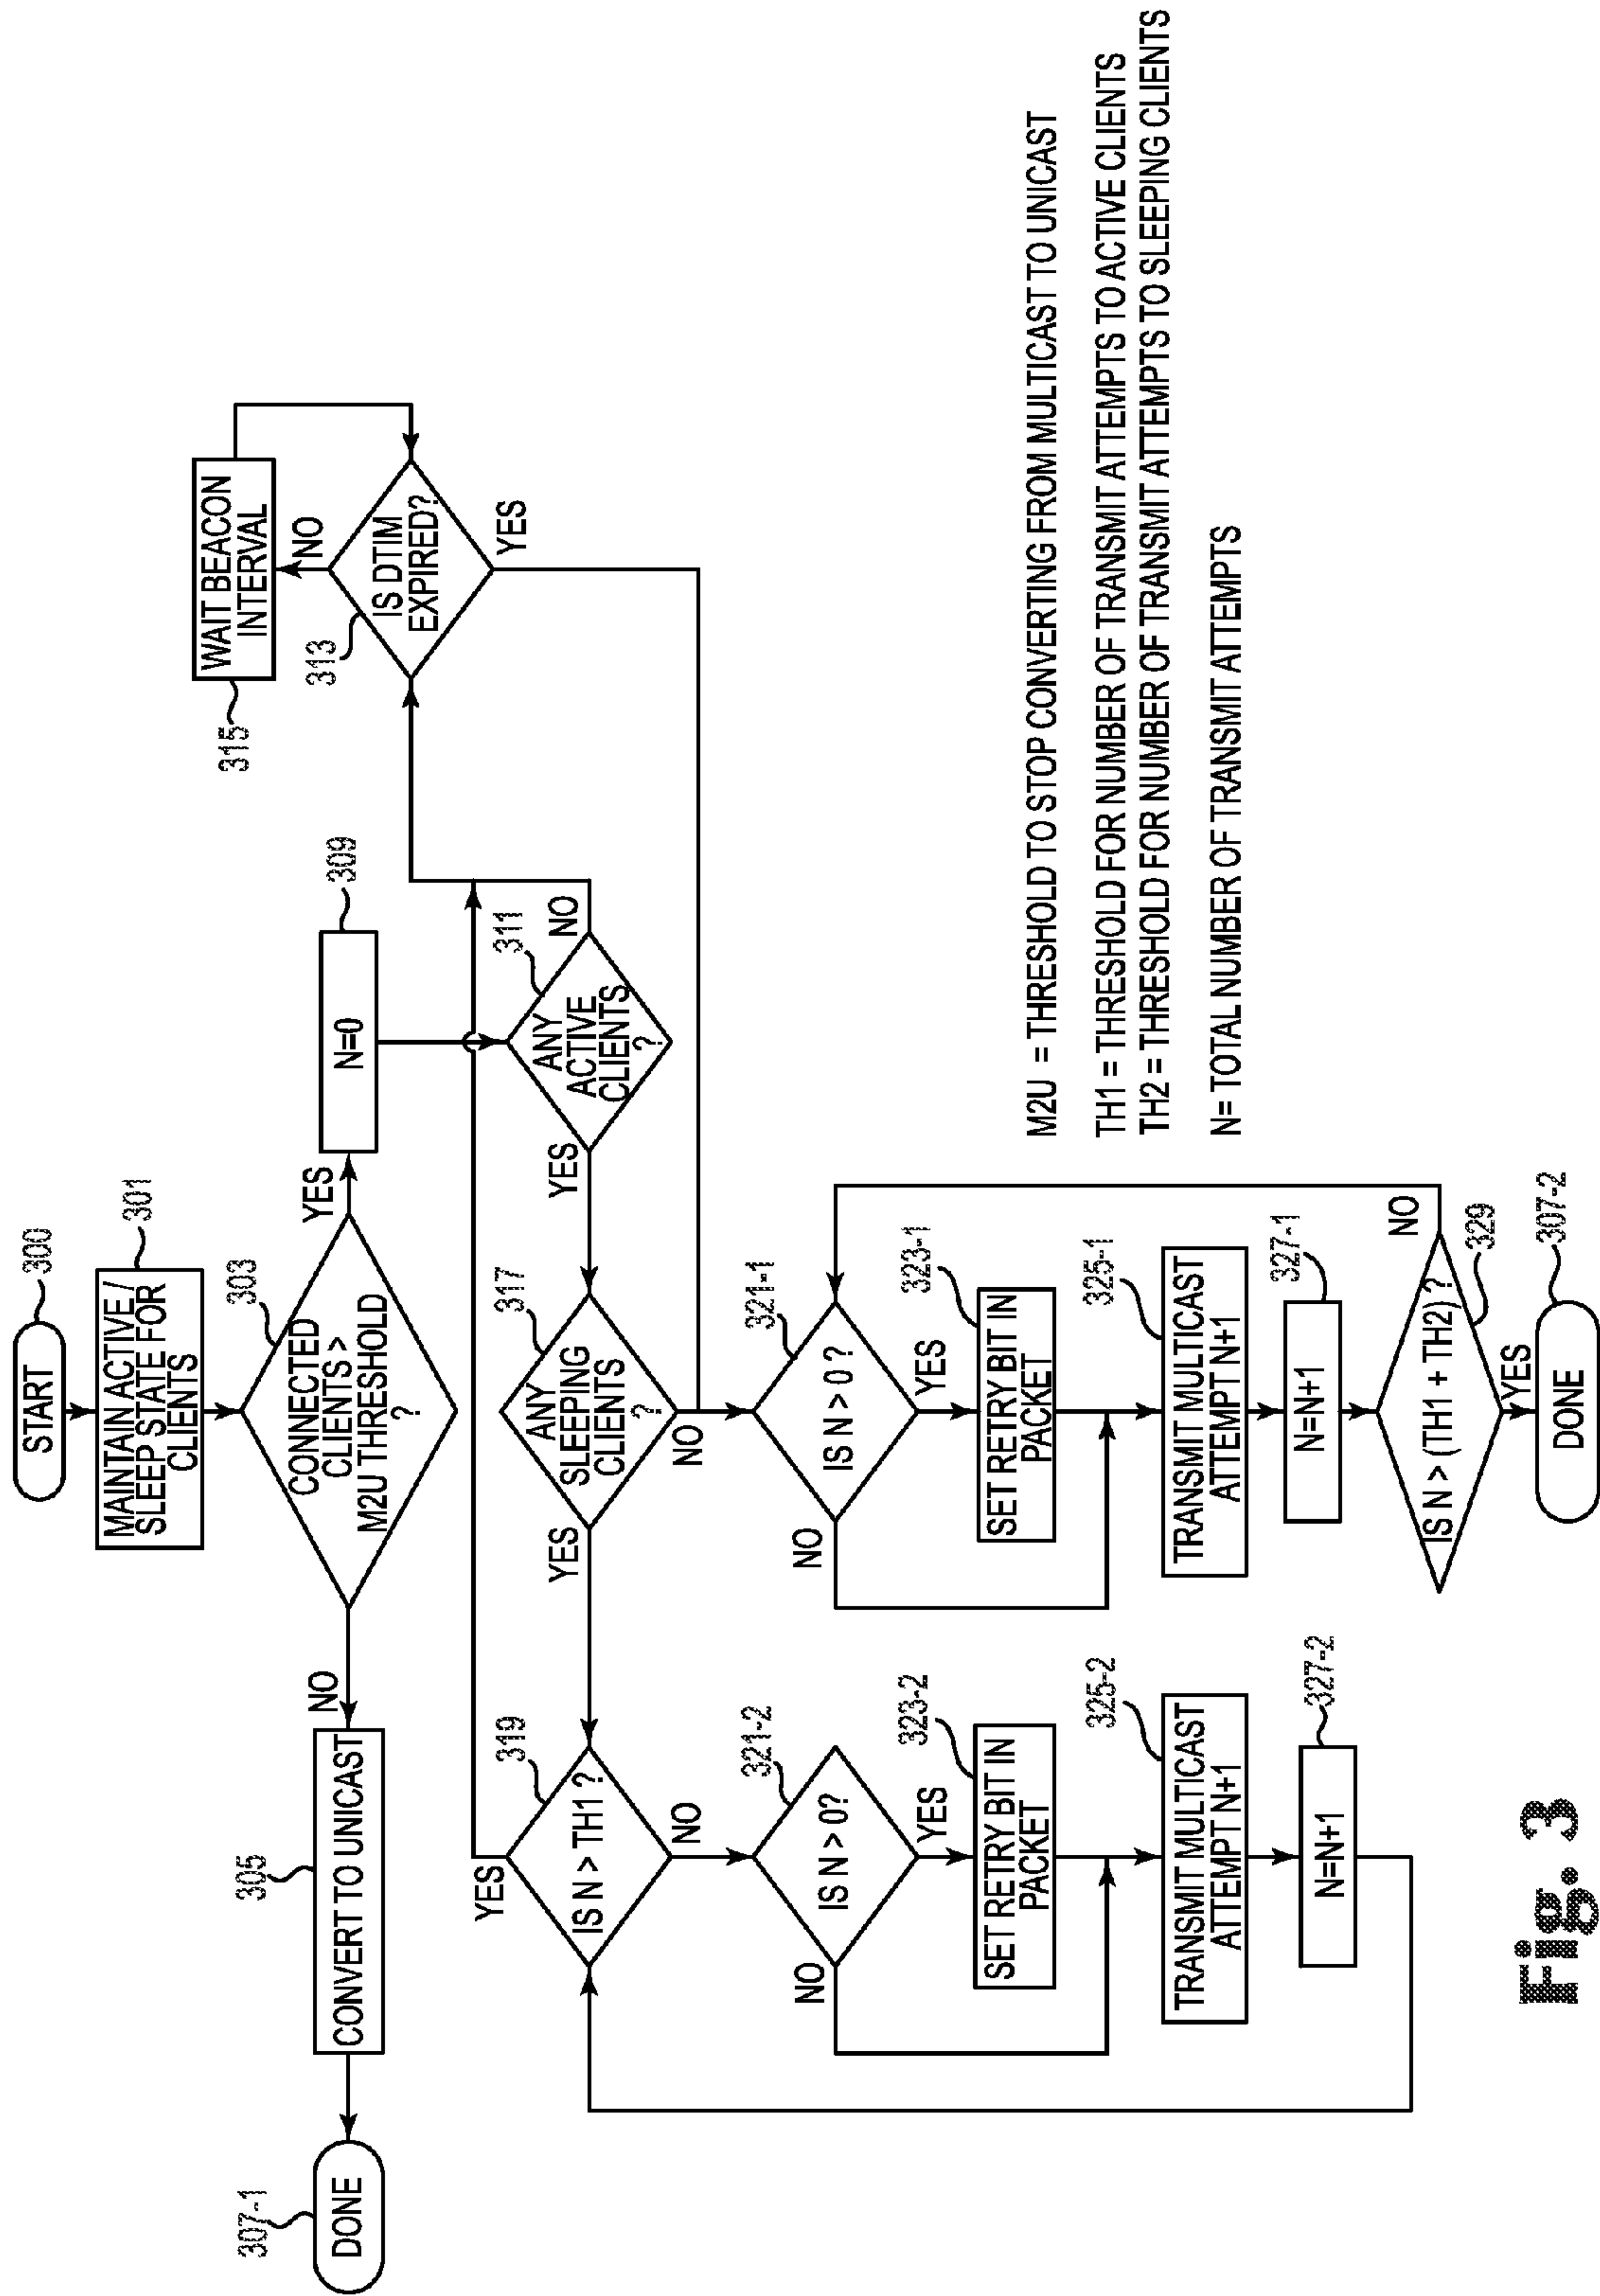 START
300
MAINTAIN ACTIVE /
SLEEP STATE FOR
CLIENTS
301
CONNECTED
CLIENTS >
M2U THRESHOLD
?
303
NO
YES
CONVERT TO UNICAST
305
DONE
307-1
N=0
309
ANY
ACTIVE
CLIENTS
?
311
YES
NO
WAIT BEACON
INTERVAL
315
NO
IS DTIM
EXPIRED?
313
YES
ANY
SLEEPING
CLIENTS
?
317
YES
NO
IS N > TH1 ?
319
YES
NO
IS N > 0?
321-2
NO
YES
SET RETRY BIT IN
PACKET
323-2
TRANSMIT MULTICAST
ATTEMPT N+1
325-2
N=N+1
327-2
IS N > 0 ?
321-1
NO
YES
SET RETRY BIT IN
PACKET
323-1
TRANSMIT MULTICAST
ATTEMPT N+1
325-1
N=N+1
327-1
IS N > (TH1 + TH2) ?
329
NO
YES
DONE
307-2
M2U = THRESHOLD TO STOP CONVERTING FROM MULTICAST TO UNICAST
TH1 = THRESHOLD FOR NUMBER OF TRANSMIT ATTEMPTS TO ACTIVE CLIENTS
TH2 = THRESHOLD FOR NUMBER OF TRANSMIT ATTEMPTS TO SLEEPING CLIENTS
N= TOTAL NUMBER OF TRANSMIT ATTEMPTS
Fig. 3